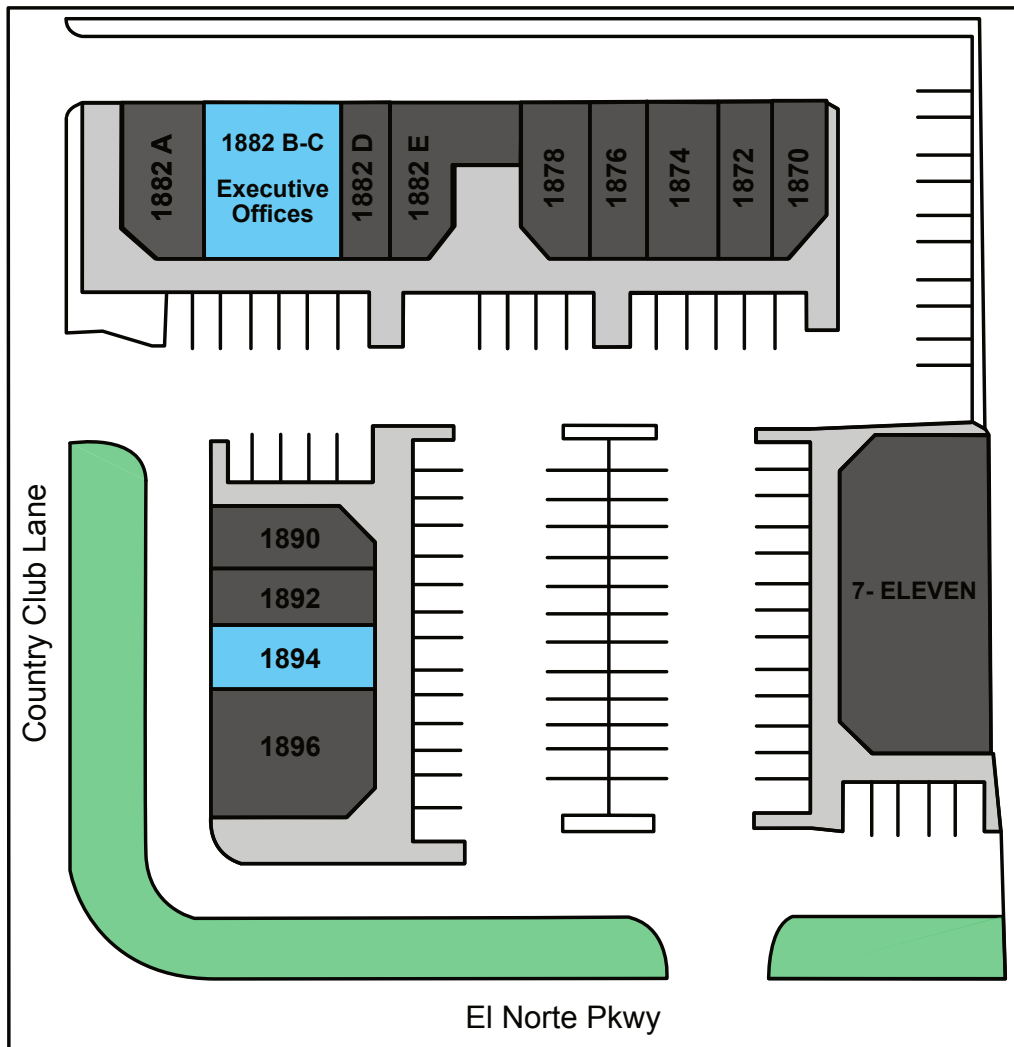 1882 A
1882 B-C
Executive
Offices
1882 D
1882 E
1878
1876
1874
1872
1870
1890
1892
1894
1896
7- ELEVEN
Country Club Lane
El Norte Pkwy